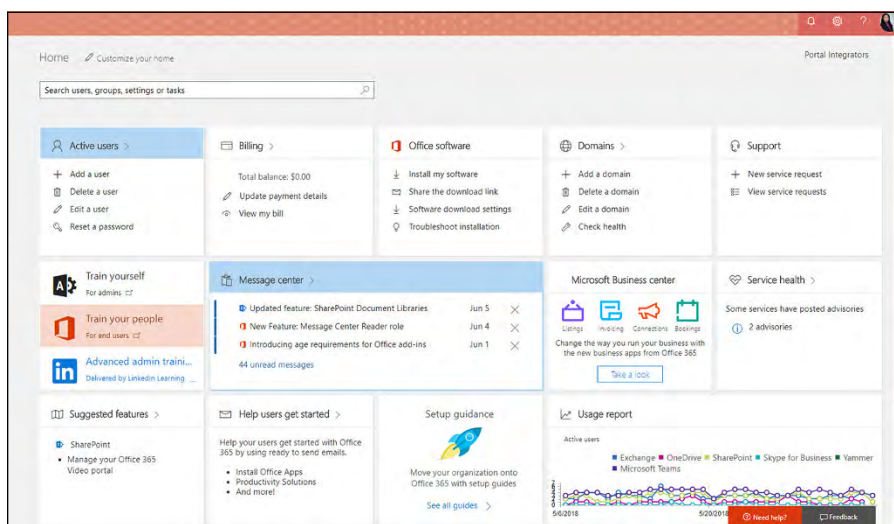 Home Customize your home
Portal Integrators
Search users, groups, settings or tasks
Active users >
+ Add a user
Delete a user
Edit a user
Reset a password
Billing >
Total balance: $0.00
Update payment details
View my bill
Office software
Install my software
Share the download link
Software download settings
Troubleshoot installation
Domains >
+ Add a domain
Delete a domain
Edit a domain
Check health
Support
+ New service request
View service requests
Train yourself
For admins
Train your people
For end users
Advanced admin traini...
Delivered by LinkedIn Learning ...
Message center >
Updated feature: SharePoint Document Libraries Jun 5
New Feature: Message Center Reader role Jun 4
Introducing age requirements for Office add-ins Jun 1
44 unread messages
Microsoft Business center
Listings Invoicing Connections Bookings
Change the way you run your business with
the new business apps from Office 365
Take a look
Service health >
Some services have posted advisories
2 advisories
Suggested features >
SharePoint
• Manage your Office 365
Video portal
Help users get started >
Help your users get started with Office
365 by using ready to send emails.
• Install Office Apps
• Productivity Solutions
• And more!
Setup guidance
Move your organization onto
Office 365 with setup guides
See all guides >
Usage report
Active users
Exchange OneDrive SharePoint Skype for Business Yammer
Microsoft Teams
5/6/2018
Need help?
Feedback